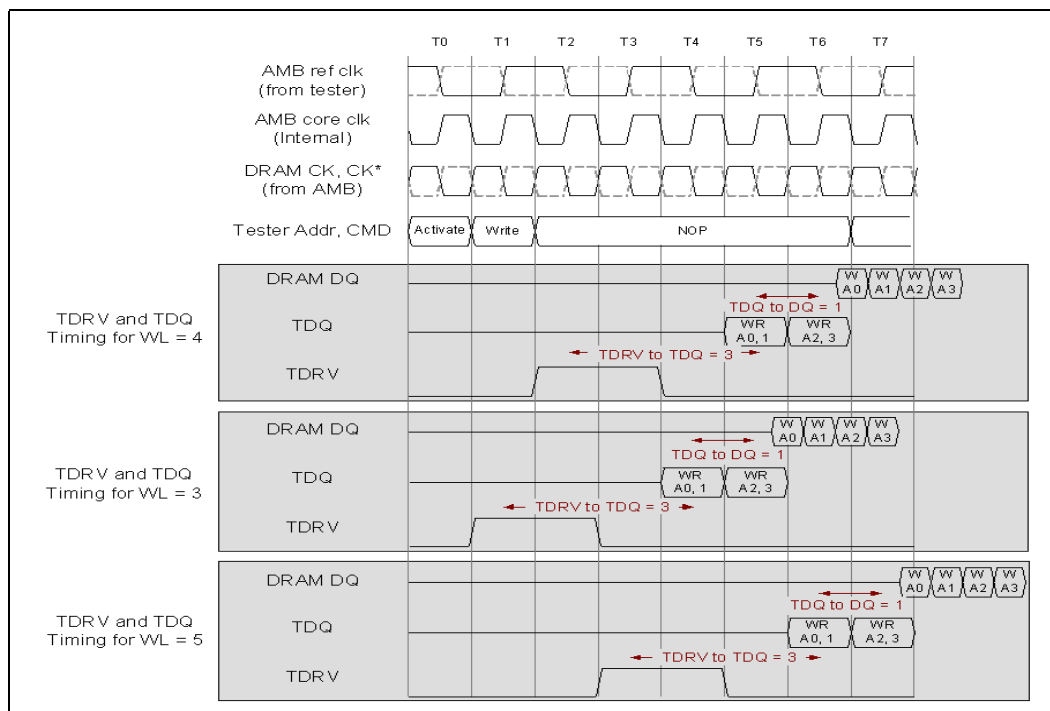 T0 T1 T2 T3 T4 T5 T6 T7
AMB ref clk
(from tester)
AMB core clk
(Internal)
DRAM CK, CK*
(from AMB)
Tester Addr, CMD
Activate
Write
NOP
TDRV and TDQ
Timing for WL = 4
DRAM DQ
W A0 W A1 W A2 W A3
TDQ to DQ = 1
TDQ
WR A0, 1 WR A2, 3
TDRV to TDQ = 3
TDRV
TDRV and TDQ
Timing for WL = 3
DRAM DQ
W A0 W A1 W A2 W A3
TDQ to DQ = 1
TDQ
WR A0, 1 WR A2, 3
TDRV to TDQ = 3
TDRV
TDRV and TDQ
Timing for WL = 5
DRAM DQ
W A0 W A1 W A2 W A3
TDQ to DQ = 1
TDQ
WR A0, 1 WR A2, 3
TDRV to TDQ = 3
TDRV